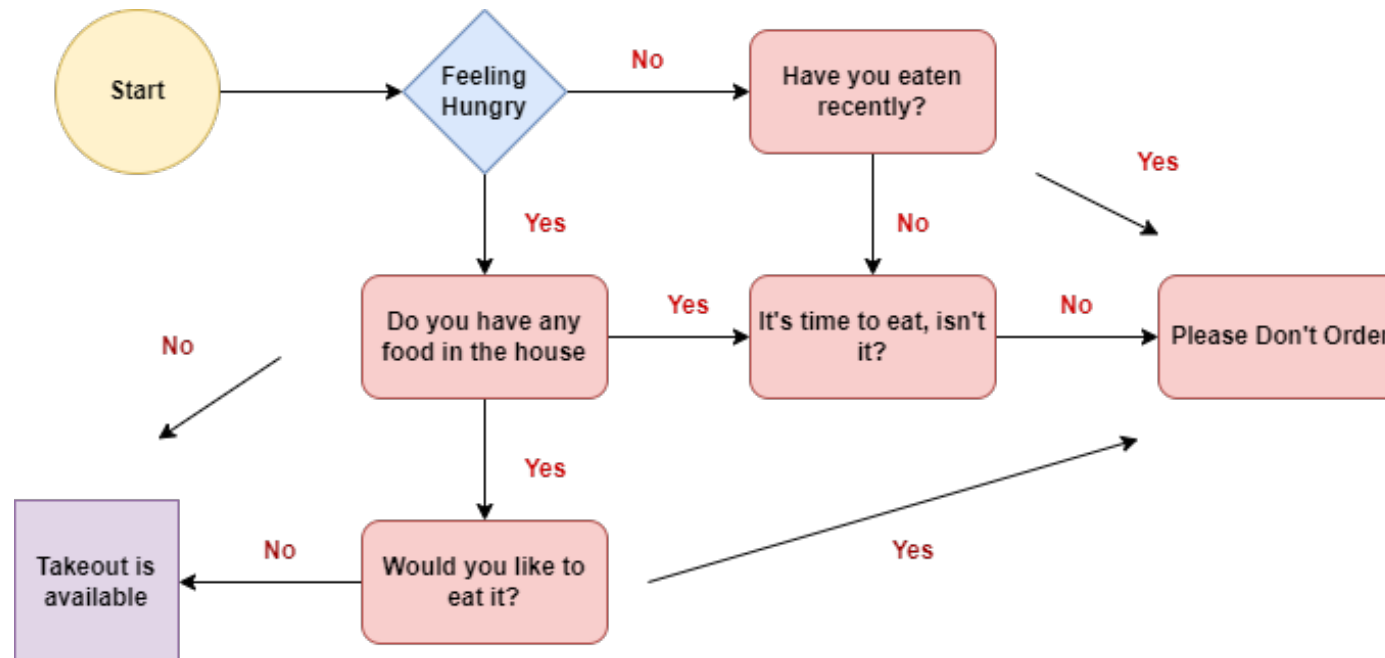 Start
Feeling
Hungry
No
Have you eaten
recently?
Yes
Yes
No
Do you have any
food in the house
Yes
It's time to eat, isn't
it?
No
Please Don't Order
No
Yes
Takeout is
available
No
Would you like to
eat it?
Yes